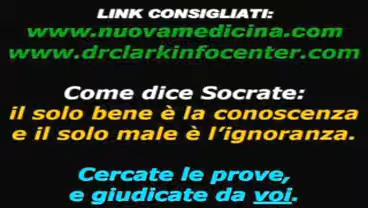 LINK CONSIGLIATI:
www.nuovamedicina.com
www.drclarkinfocenter.com
Come dice Socrate:
il solo bene è la conoscenza
e il solo male è l'ignoranza.
Cercate le prove,
e giudicate da voi.